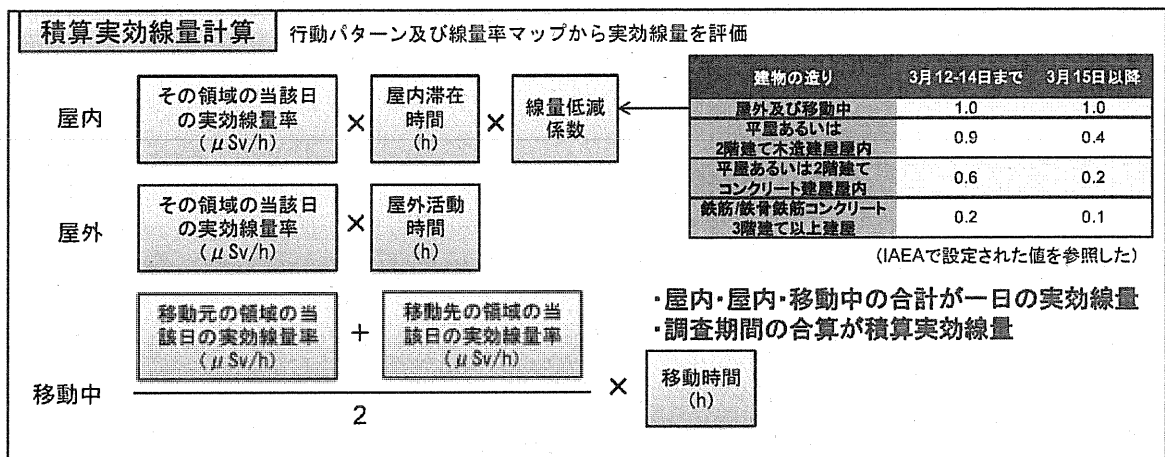 積算実効線量計算
行動パターン及び線量率マップから実効線量を評価
屋内
その領域の当該日
の実効線量率
(μSv/h)
×
屋内滞在
時間
(h)
×
線量低減
係数
建物の造り 3月12-14日まで 3月15日以降
屋外及び移動中 1.0 1.0
平屋あるいは
2階建て木造建屋屋内 0.9 0.4
平屋あるいは2階建て
コンクリート建屋屋内 0.6 0.2
鉄筋/鉄骨鉄筋コンクリート
3階建て以上建屋 0.2 0.1
(IAEAで設定された値を参照した)
屋外
その領域の当該日
の実効線量率
(μSv/h)
×
屋外活動
時間
(h)
・屋内・屋内・移動中の合計が一日の実効線量
・調査期間の合算が積算実効線量
移動中
移動元の領域の当
該日の実効線量率
(μSv/h)
+
移動先の領域の当
該日の実効線量率
(μSv/h)
2
×
移動時間
(h)